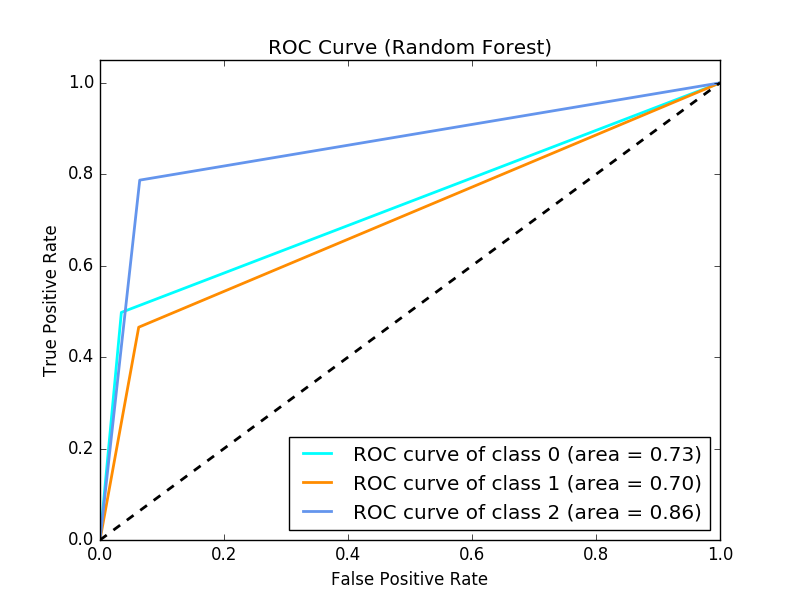 ROC Curve (Random Forest)
1.0
0.8
0.6
0.4
0.2
0.0
True Positive Rate
ROC curve of class 0 (area = 0.73)
ROC curve of class 1 (area = 0.70)
ROC curve of class 2 (area = 0.86)
0.0 0.2 0.4 0.6 0.8 1.0
False Positive Rate